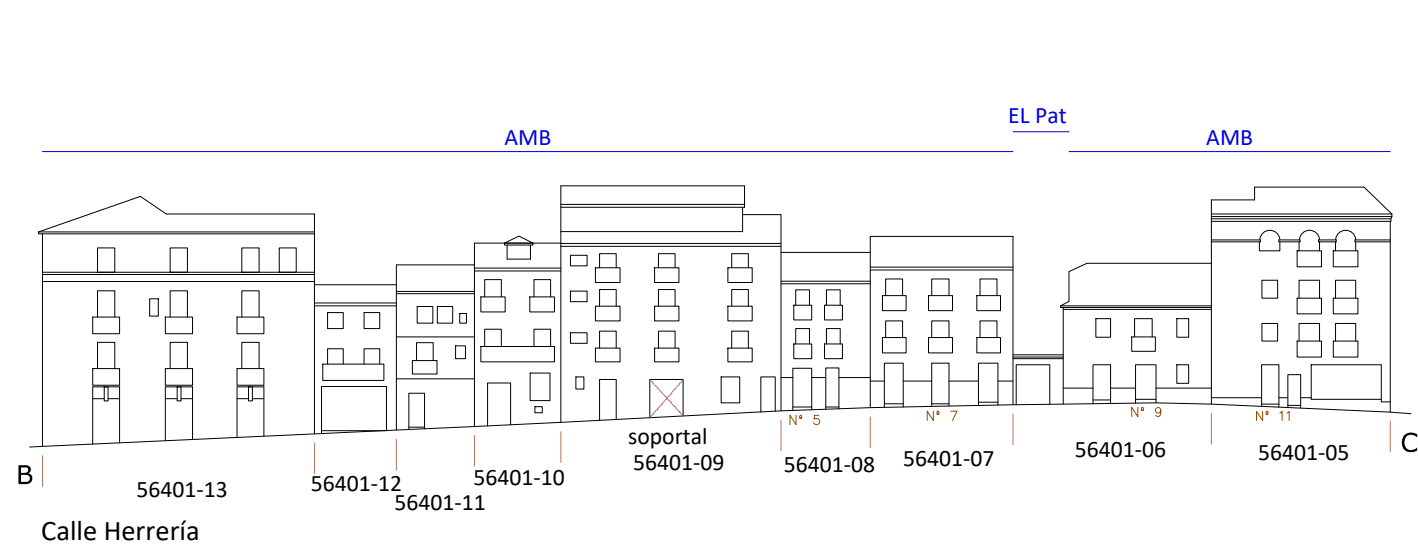 EL Pat
AMB
AMB
Nº 5
Nº 7
Nº 9
Nº 11
soportal
B
56401-13
56401-12
56401-11
56401-10
56401-09
56401-08
56401-07
56401-06
56401-05
C
Calle Herrería